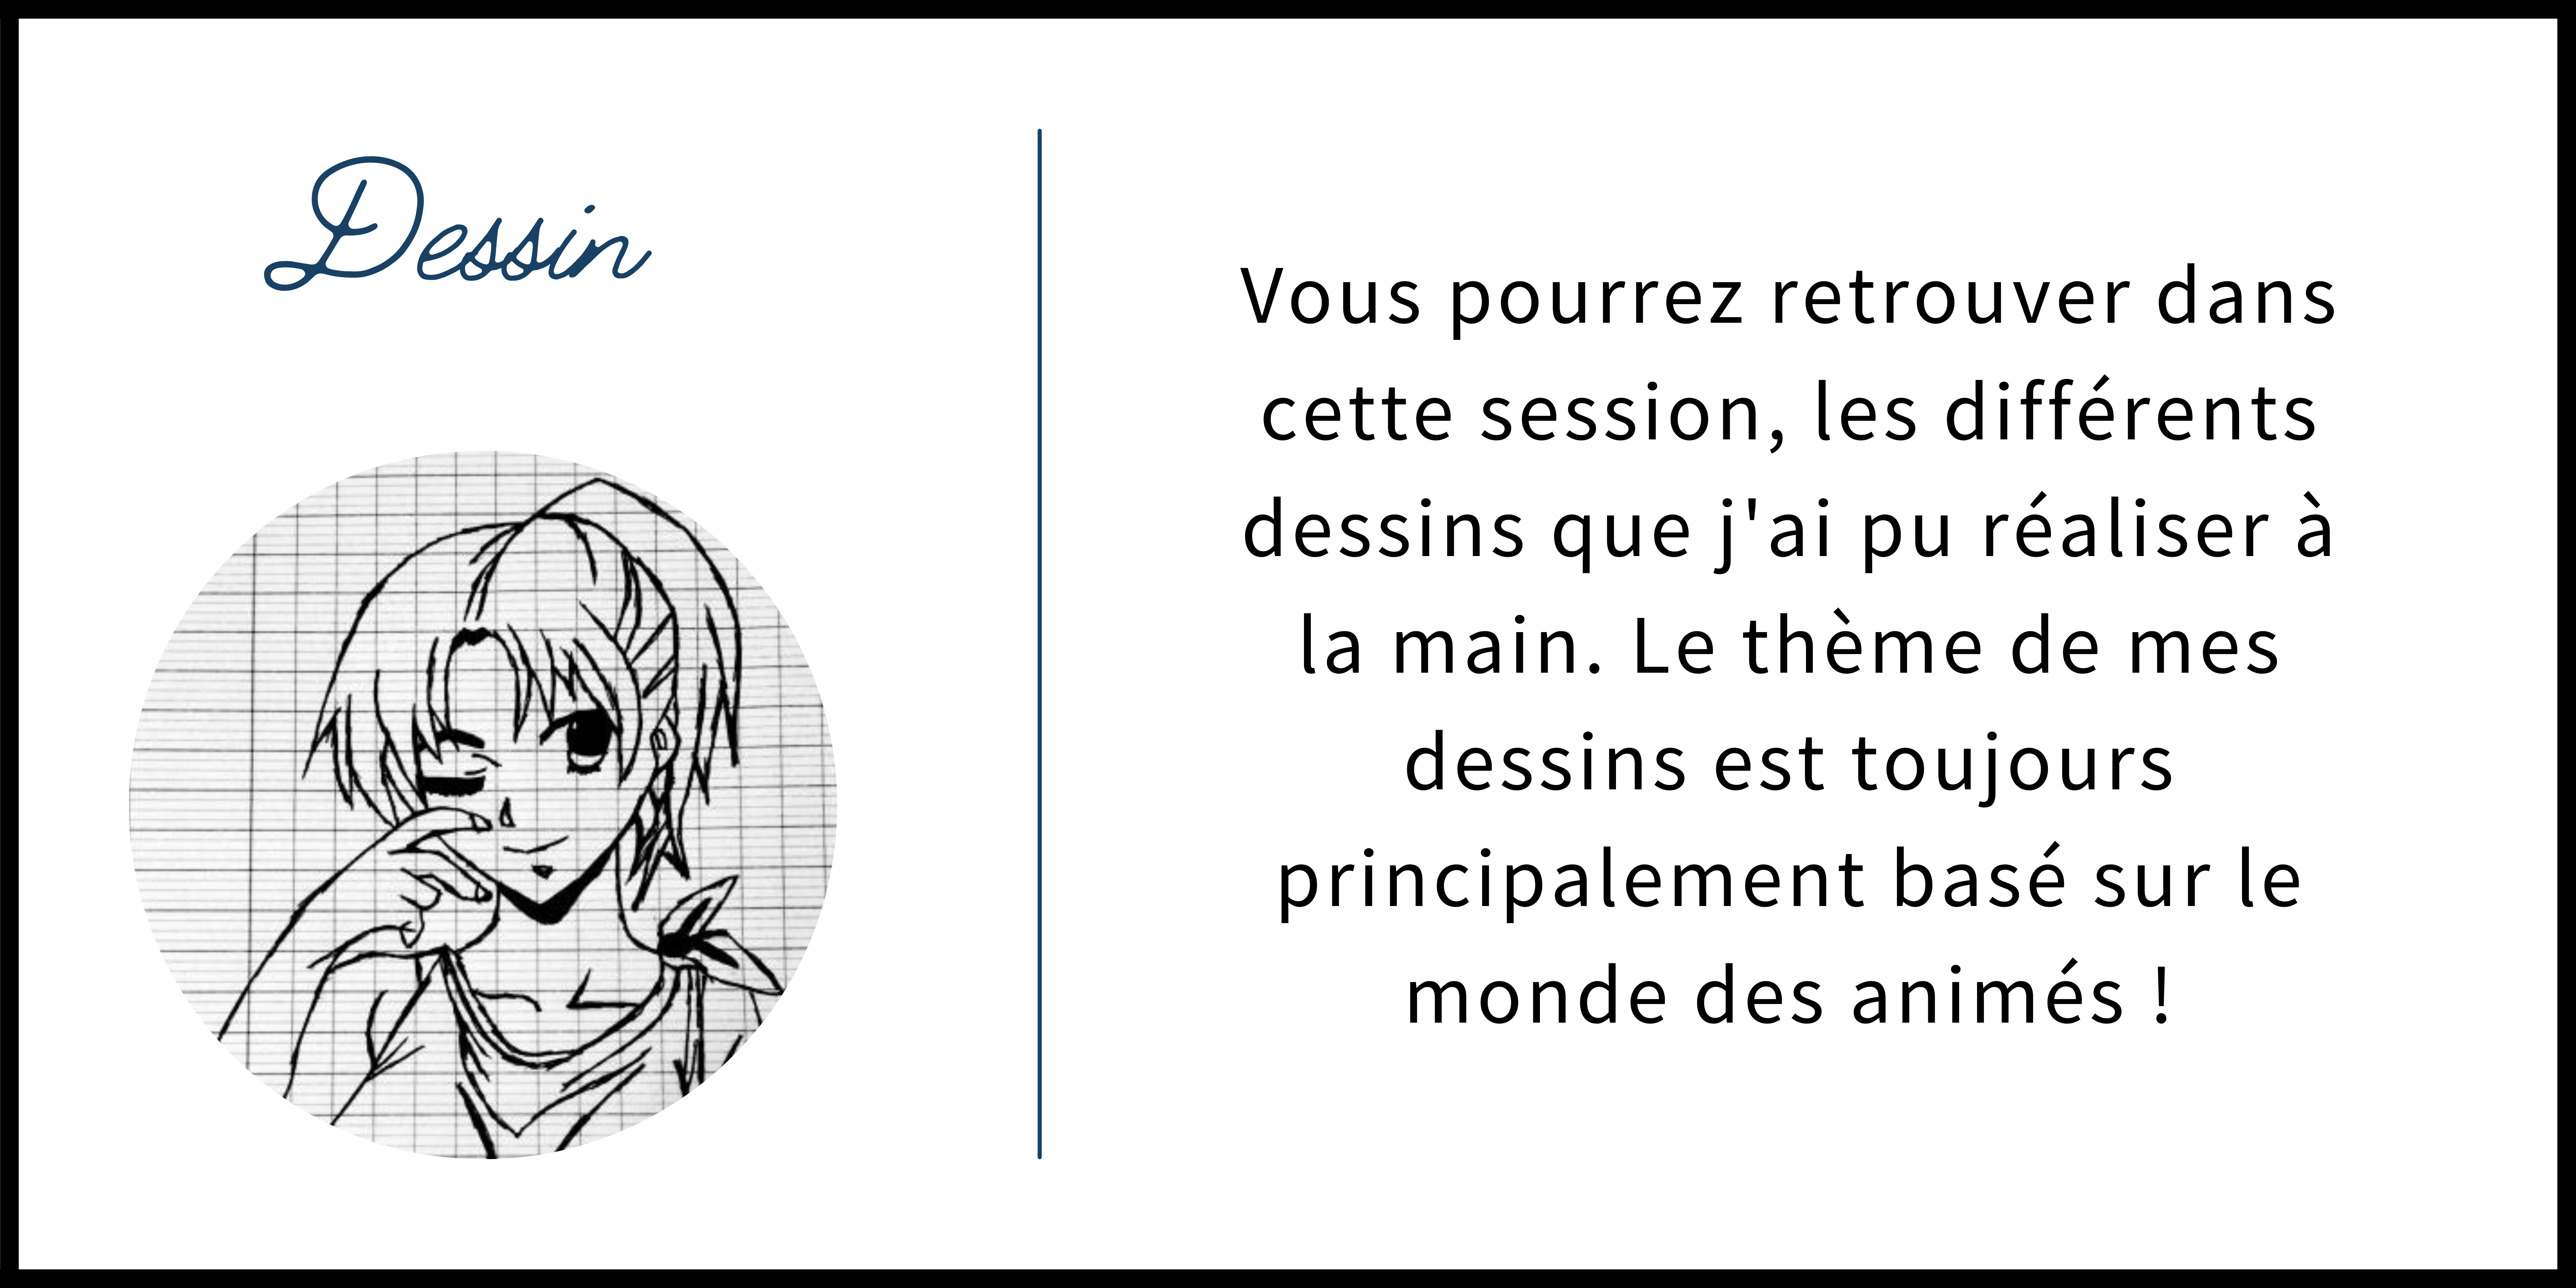 Dessin
Vous pourrez retrouver dans
cette session, les différents
dessins que j'ai pu réaliser à
la main. Le thème de mes
dessins est toujours
principalement basé sur le
monde des animés !